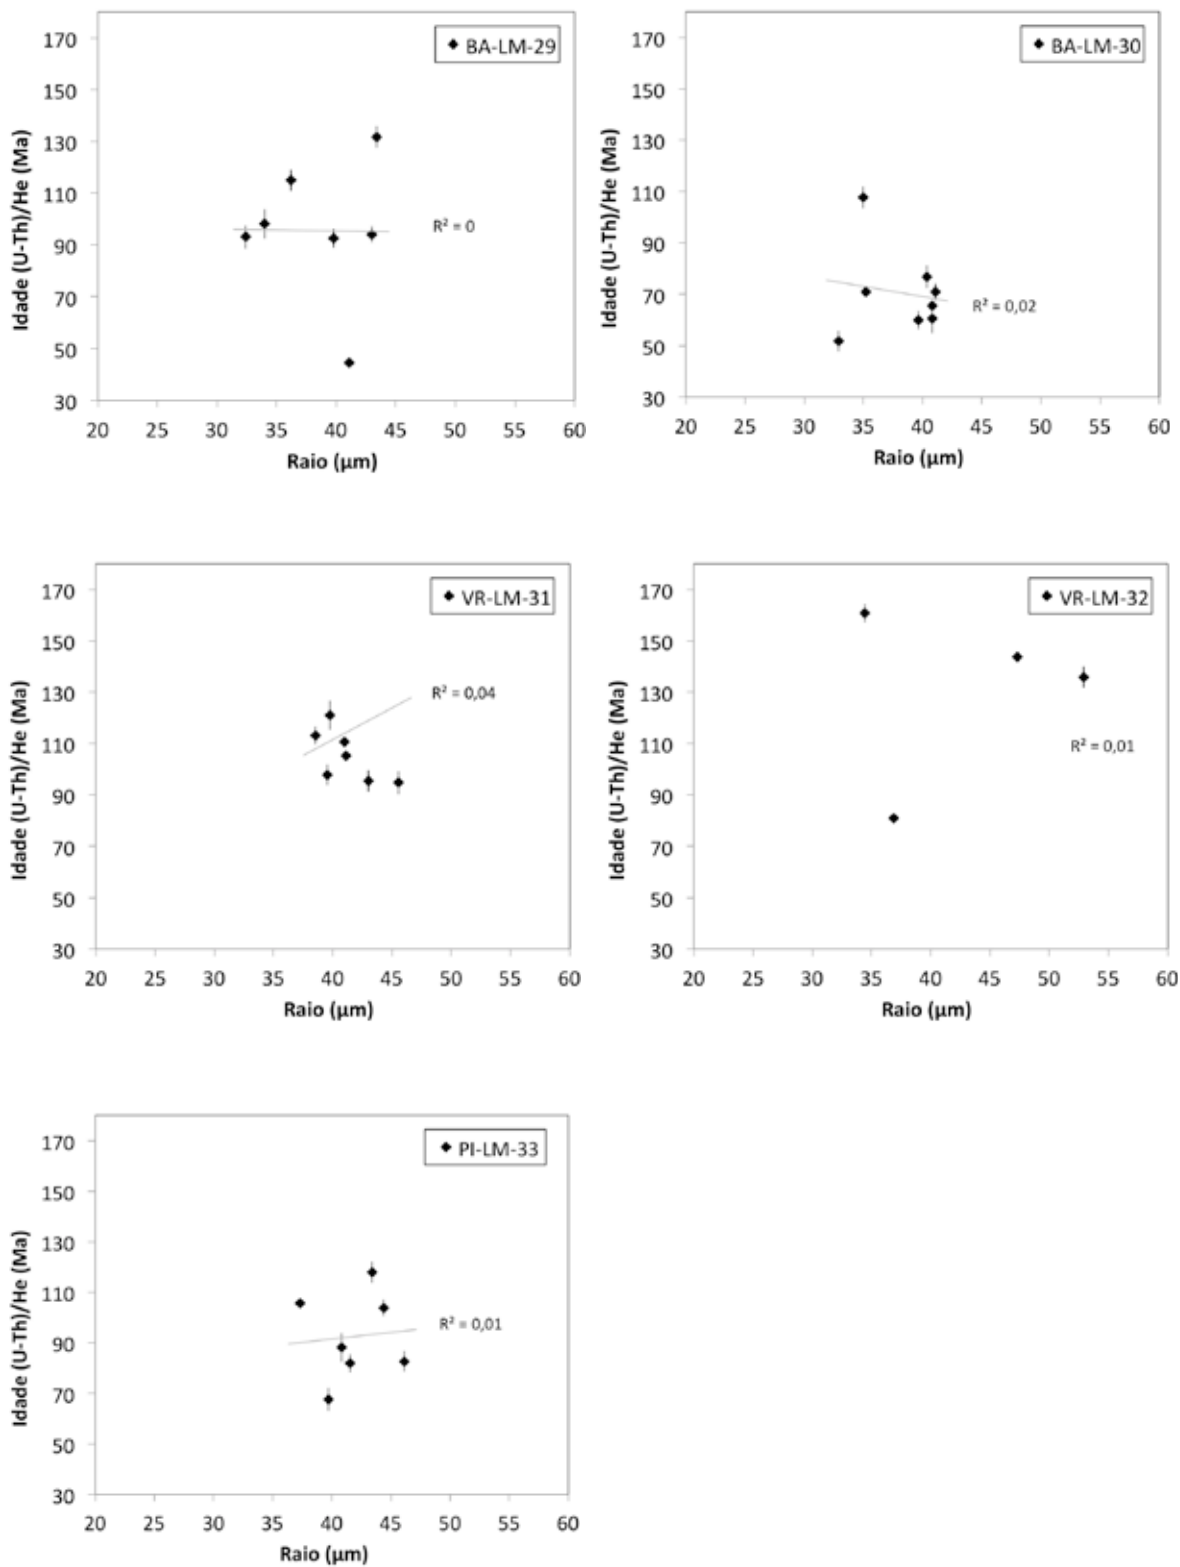 170
150
130
110
90
70
50
30
Idade (U-Th)/He (Ma)
BA-LM-29
R² = 0
20 25 30 35 40 45 50 55 60
Raio (μm)
170
150
130
110
90
70
50
30
Idade (U-Th)/He (Ma)
BA-LM-30
R² = 0,02
20 25 30 35 40 45 50 55 60
Raio (μm)
170
150
130
110
90
70
50
30
Idade (U-Th)/He (Ma)
VR-LM-31
R² = 0,04
20 25 30 35 40 45 50 55 60
Raio (μm)
170
150
130
110
90
70
50
30
Idade (U-Th)/He (Ma)
VR-LM-32
R² = 0,01
20 25 30 35 40 45 50 55 60
Raio (μm)
170
150
130
110
90
70
50
30
Idade (U-Th)/He (Ma)
PI-LM-33
R² = 0,01
20 25 30 35 40 45 50 55 60
Raio (μm)